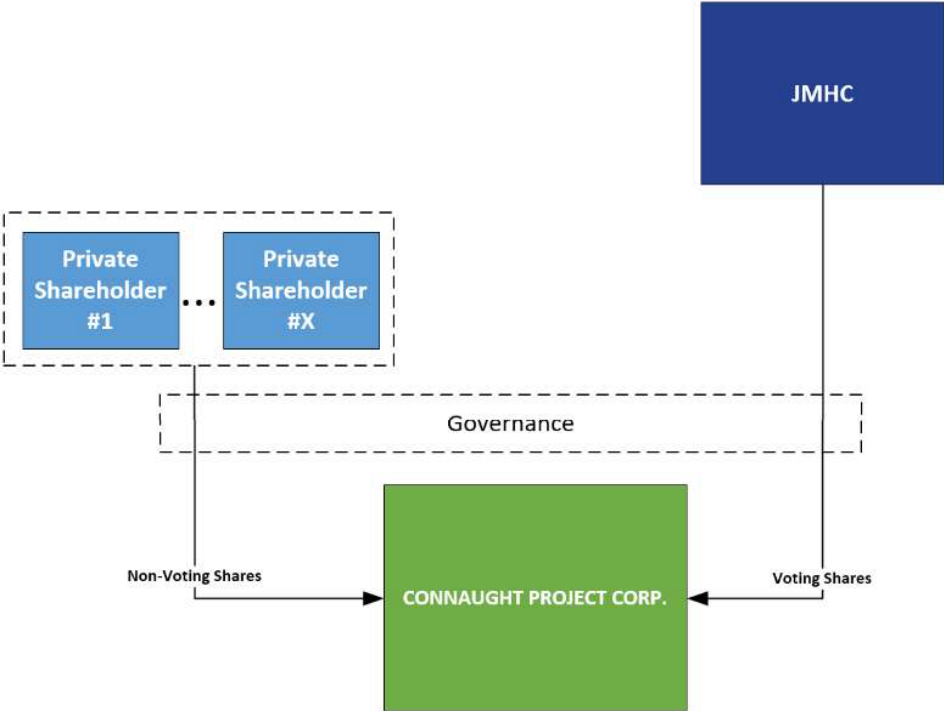 JMHC
Private
Shareholder
#1
...
Private
Shareholder
#X
Governance
Non-Voting Shares
Voting Shares
CONNAUGHT PROJECT CORP.